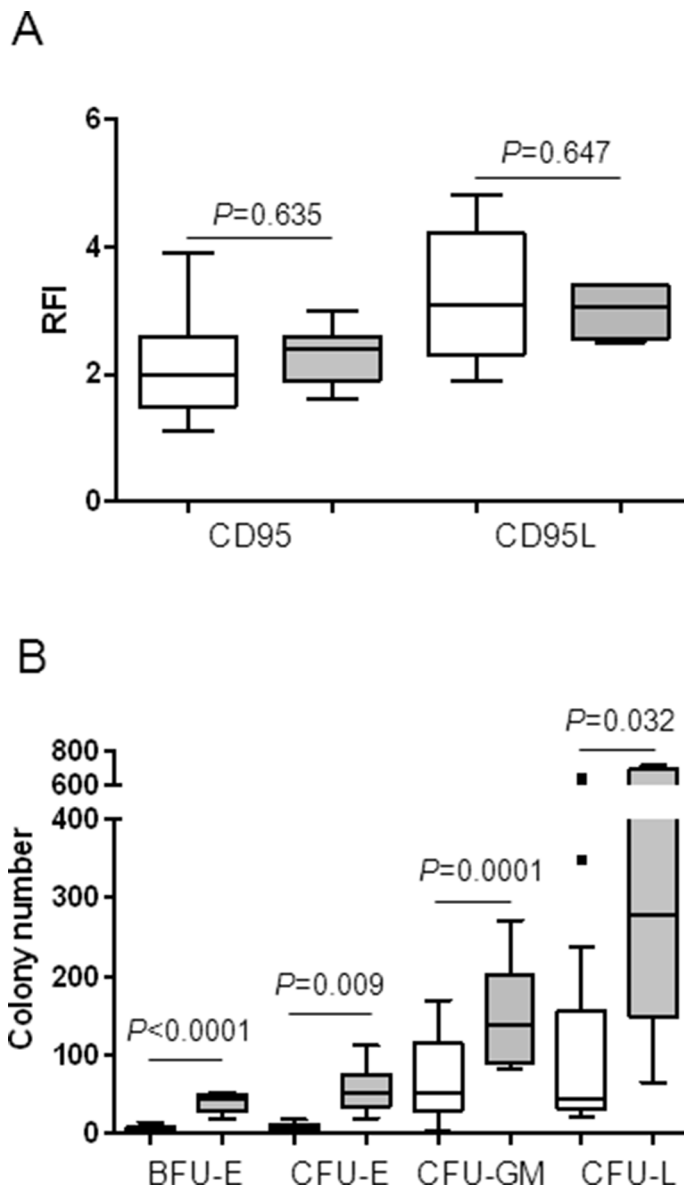 A
6
P=0.647
P=0.635
4
RFI
2
0
CD95 CD95L
B
P=0.032
800
600
400
P=0.0001
300
Colony number
P=0.009
200
P<0.0001
100
0
BFU-E CFU-E CFU-GM CFU-L